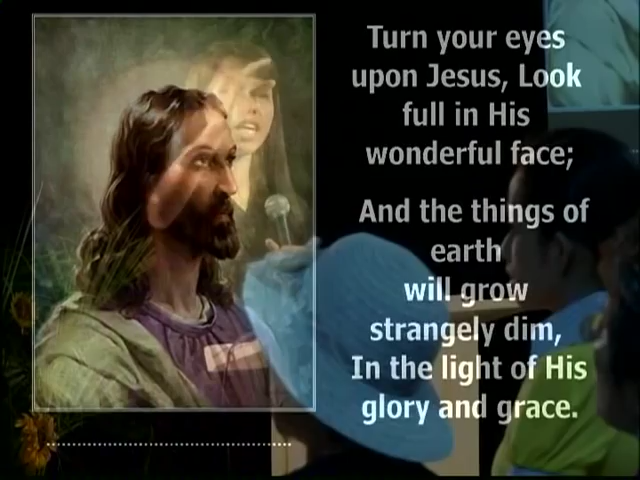 Turn your eyes
upon Jesus, Look
full in His
wonderful face;
And the things of
earth
will grow
strangely dim,
In the light of His
glory and grace.